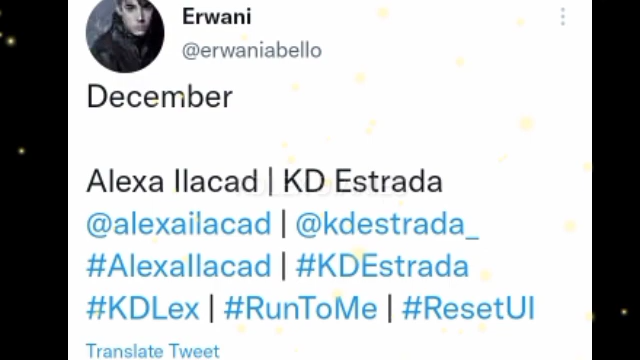 Erwani
@erwaniabello
December
Alexa Ilacad | KD Estrada
@alexailacad | @kdestrada_
#AlexaIlacad | #KDEstrada
#KDLex | #RunToMe | #ResetUI
Translate Tweet